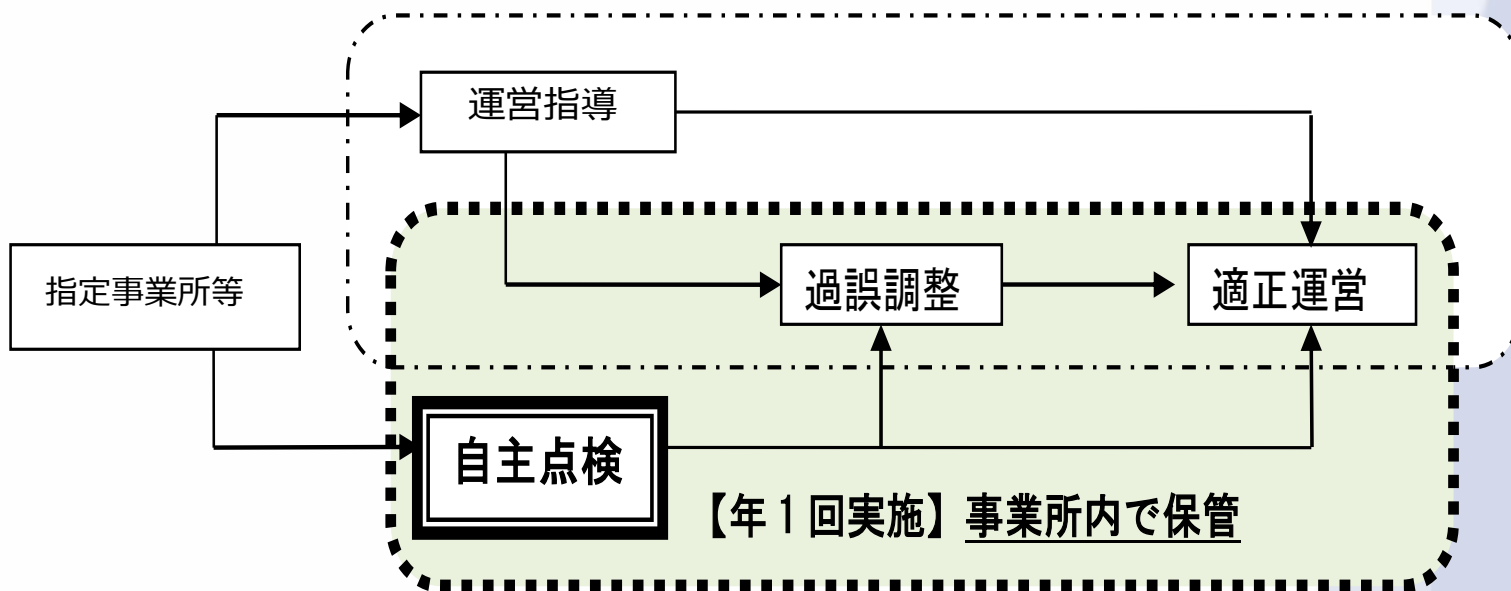 運営指導
指定事業所等
過誤調整
適正運営
自主点検
【年１回実施】事業所内で保管